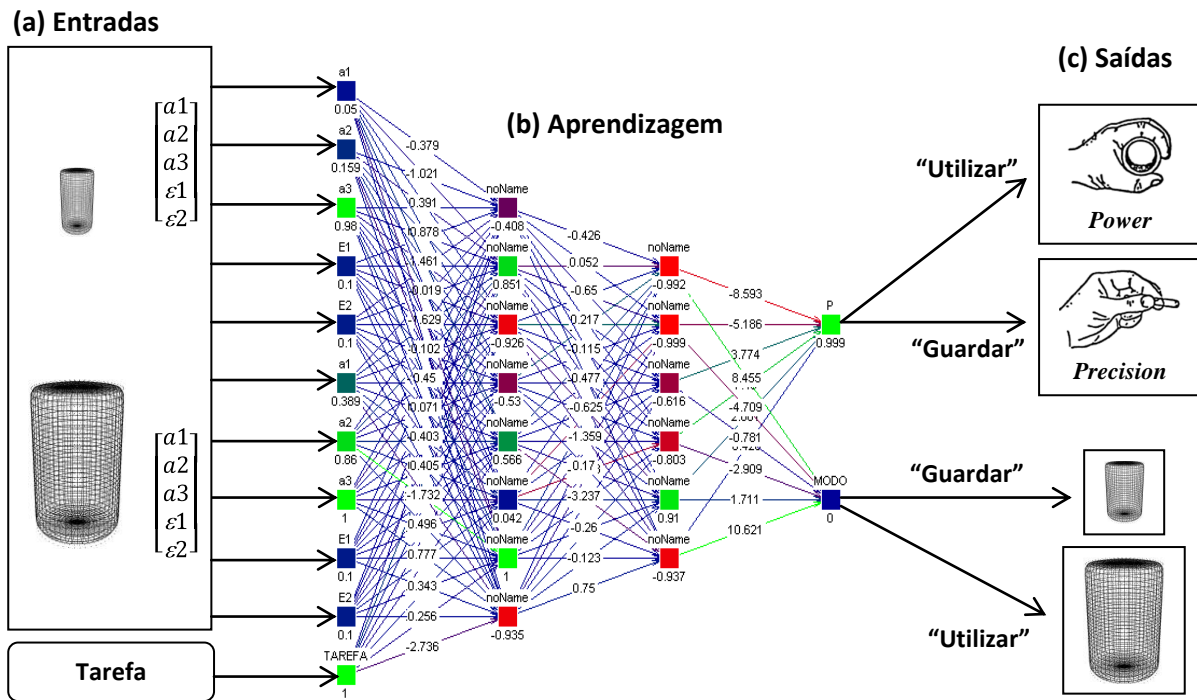 (a) Entradas
(b) Aprendizagem
(c) Saídas
[a1
a2
a3
ε1
ε2]
[a1
a2
a3
ε1
ε2]
Tarefa
a1
0.05
a2
0.159
a3
0.98
E1
0.1
E2
0.1
a1
0.389
a2
0.86
a3
1
E1
0.1
E2
0.1
TAREFA
1
-0.379
-1.021
0.391
0.878
-1.461
-0.019
-1.629
-0.102
-0.45
0.071
-0.403
0.405
-1.732
0.496
0.777
0.343
0.256
-2.736
noName
-0.408
noName
0.851
noName
-0.926
noName
-0.53
noName
0.566
noName
0.042
noName
1
noName
-0.935
-0.426
0.052
-0.65
0.217
-0.115
-0.477
-0.625
-1.359
0.17
-3.237
-0.26
-0.123
0.75
noName
-0.992
noName
-0.999
noName
-0.616
noName
-0.803
noName
0.91
noName
-0.937
-8.593
-5.186
3.774
8.455
-4.709
-0.781
-2.909
1.711
10.621
P
0.999
MODO
0
“Utilizar”
Power
“Guardar”
Precision
“Guardar”
“Utilizar”